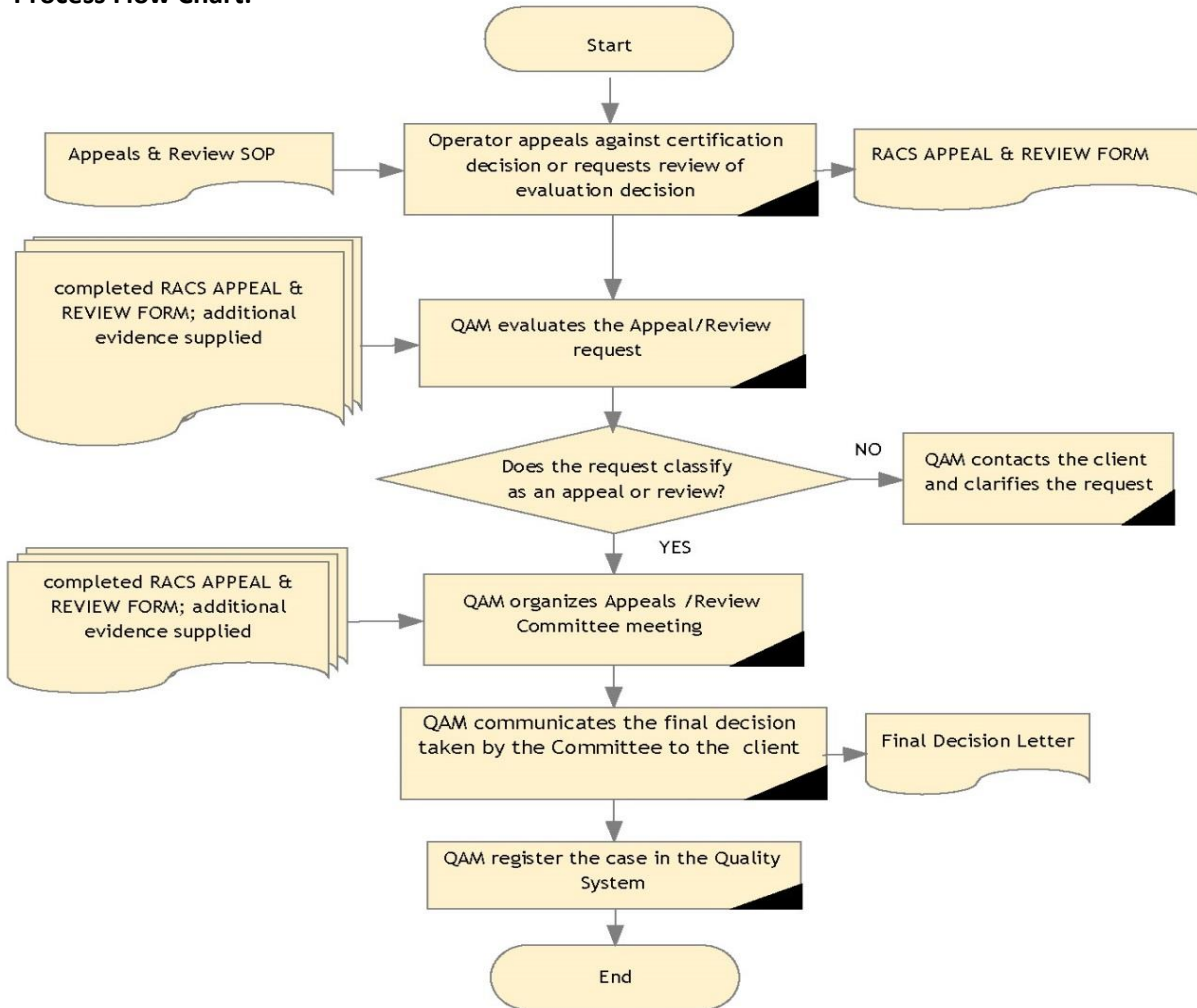 Process Flow Chart:
Start
Appeals & Review SOP
Operator appeals against certification
decision or requests review of
evaluation decision
RACS APPEAL & REVIEW FORM
completed RACS APPEAL &
REVIEW FORM; additional
evidence supplied
QAM evaluates the Appeal/Review
request
Does the request classify
as an appeal or review?
NO
QAM contacts the client
and clarifies the request
YES
completed RACS APPEAL &
REVIEW FORM; additional
evidence supplied
QAM organizes Appeals /Review
Committee meeting
QAM communicates the final decision
taken by the Committee to the client
Final Decision Letter
QAM register the case in the Quality
System
End